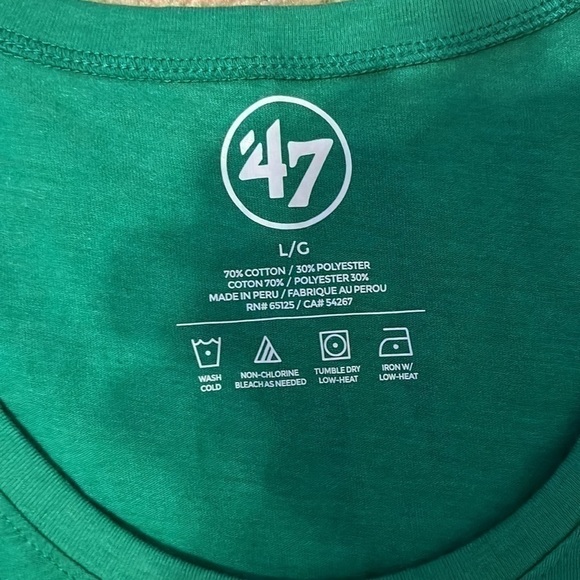 '47
L/G
70% COTTON / 30% POLYESTER
COTON 70% / POLYESTER 30%
MADE IN PERU / FABRIQUE AU PEROU
RN# 65125 / CA# 54267
WASH COLD
NON-CHLORINE BLEACH AS NEEDED
TUMBLE DRY LOW-HEAT
IRON W/ LOW-HEAT